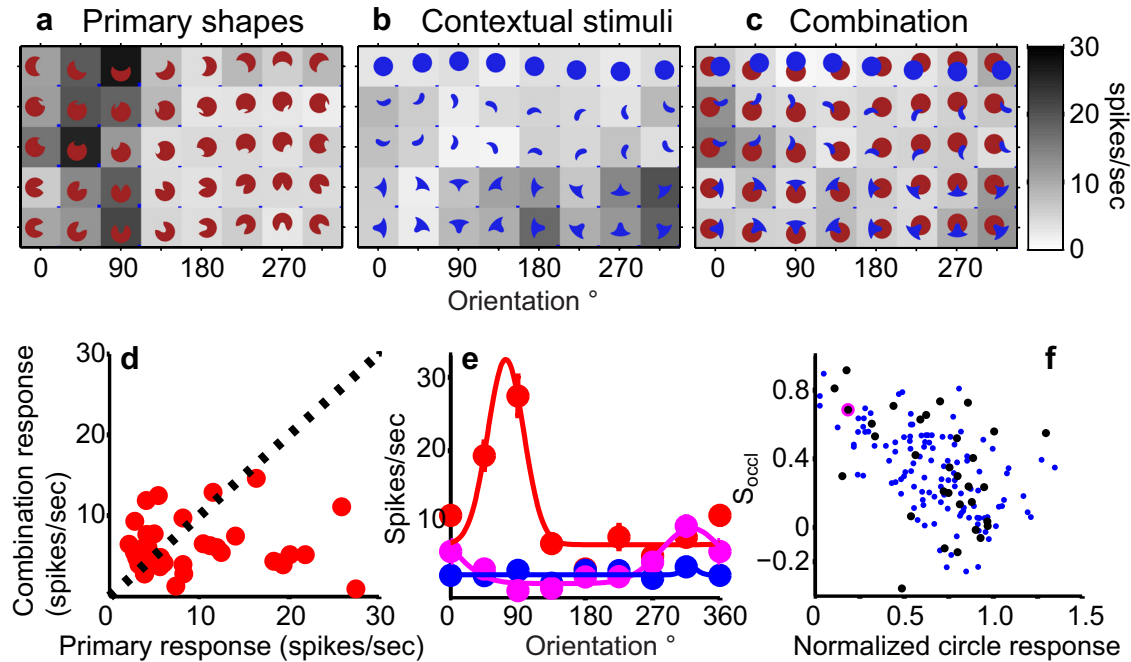 a Primary shapes
b Contextual stimuli
c Combination
30
20
10
0
spikes/sec
0 90 180 270
0 90 180 270
0 90 180 270
Orientation °
d
30
20
10
Combination response
(spikes/sec)
10 20 30
Primary response (spikes/sec)
e
30
20
10
Spikes/sec
0 90 180 270 360
Orientation °
f
0.8
0.4
0
−0.2
Soccl
0 0.5 1.0 1.5
Normalized circle response